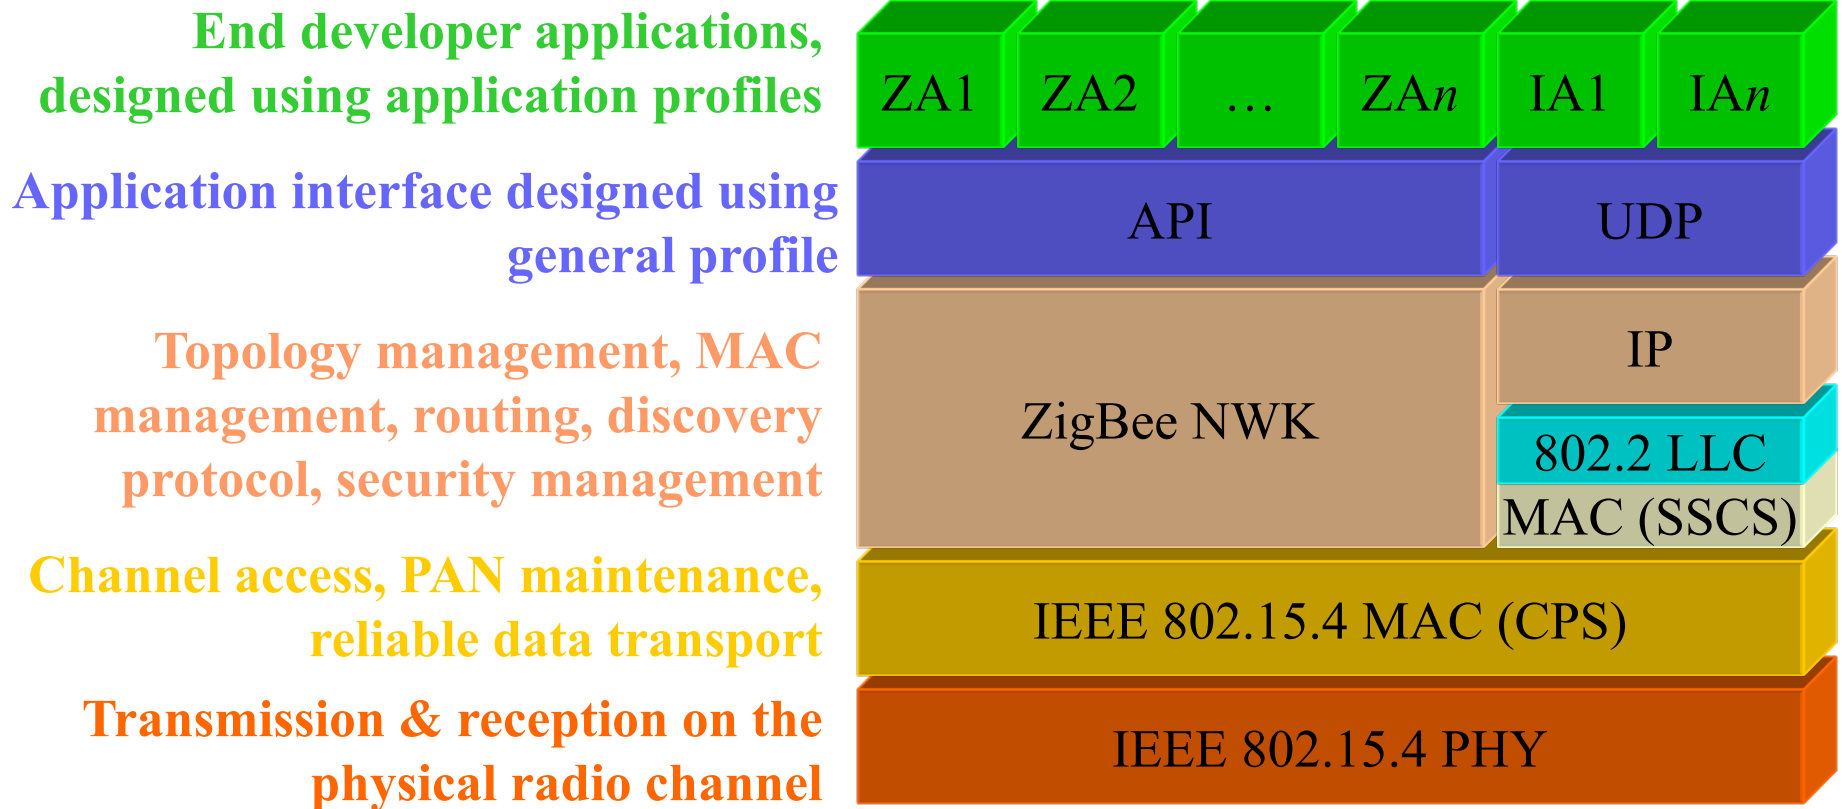 End developer applications,
designed using application profiles
ZA1 ZA2 … ZAn IA1 IAn
Application interface designed using
general profile
API UDP
Topology management, MAC
management, routing, discovery
protocol, security management
ZigBee NWK
IP
802.2 LLC
MAC (SSCS)
Channel access, PAN maintenance,
reliable data transport
IEEE 802.15.4 MAC (CPS)
Transmission & reception on the
physical radio channel
IEEE 802.15.4 PHY